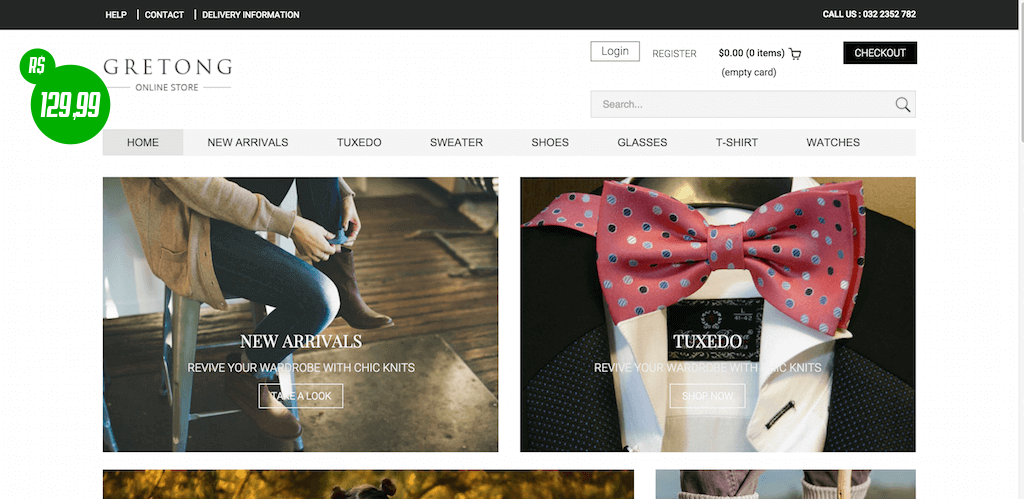 HELP | CONTACT | DELIVERY INFORMATION
CALL US : 032 2352 782
R$
129,99
GRETONG
ONLINE STORE
Login
REGISTER
$0.00 (0 items)
(empty card)
CHECKOUT
Search...
HOME NEW ARRIVALS TUXEDO SWEATER SHOES GLASSES T-SHIRT WATCHES
NEW ARRIVALS
REVIVE YOUR WARDROBE WITH CHIC KNITS
TAKE A LOOK
TUXEDO
REVIVE YOUR WARDROBE WITH CHIC KNITS
SHOP NOW